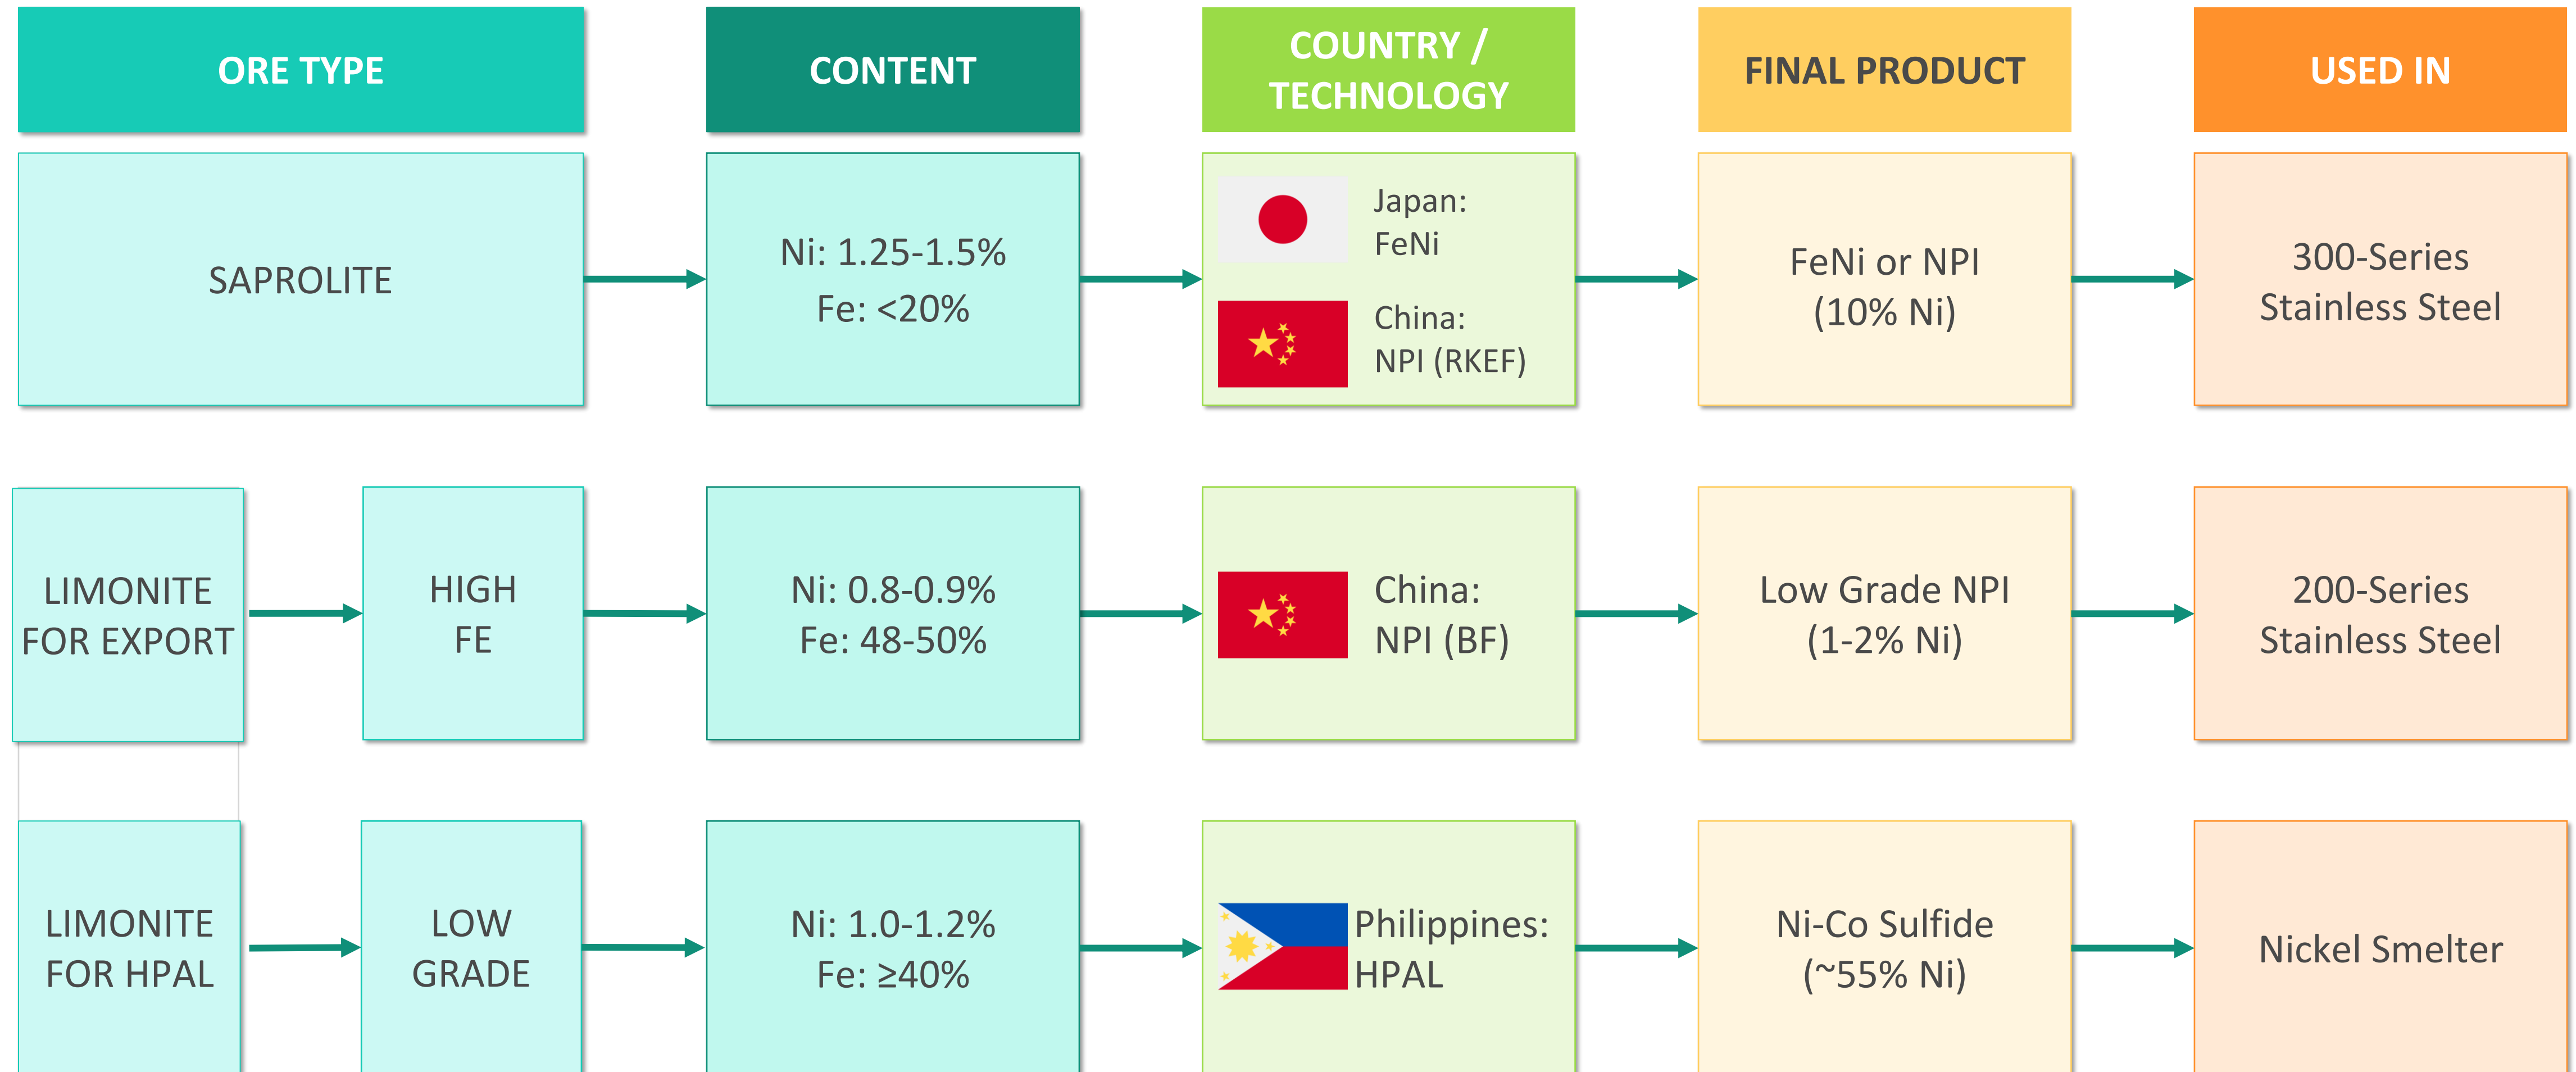 ORE TYPE
CONTENT
COUNTRY /
TECHNOLOGY
FINAL PRODUCT
USED IN
SAPROLITE
Ni: 1.25-1.5%
Fe: <20%
Japan:
FeNi
China:
NPI (RKEF)
FeNi or NPI
(10% Ni)
300-Series
Stainless Steel
LIMONITE
FOR EXPORT
HIGH
FE
Ni: 0.8-0.9%
Fe: 48-50%
China:
NPI (BF)
Low Grade NPI
(1-2% Ni)
200-Series
Stainless Steel
LIMONITE
FOR HPAL
LOW
GRADE
Ni: 1.0-1.2%
Fe: ≥40%
Philippines:
HPAL
Ni-Co Sulfide
(~55% Ni)
Nickel Smelter